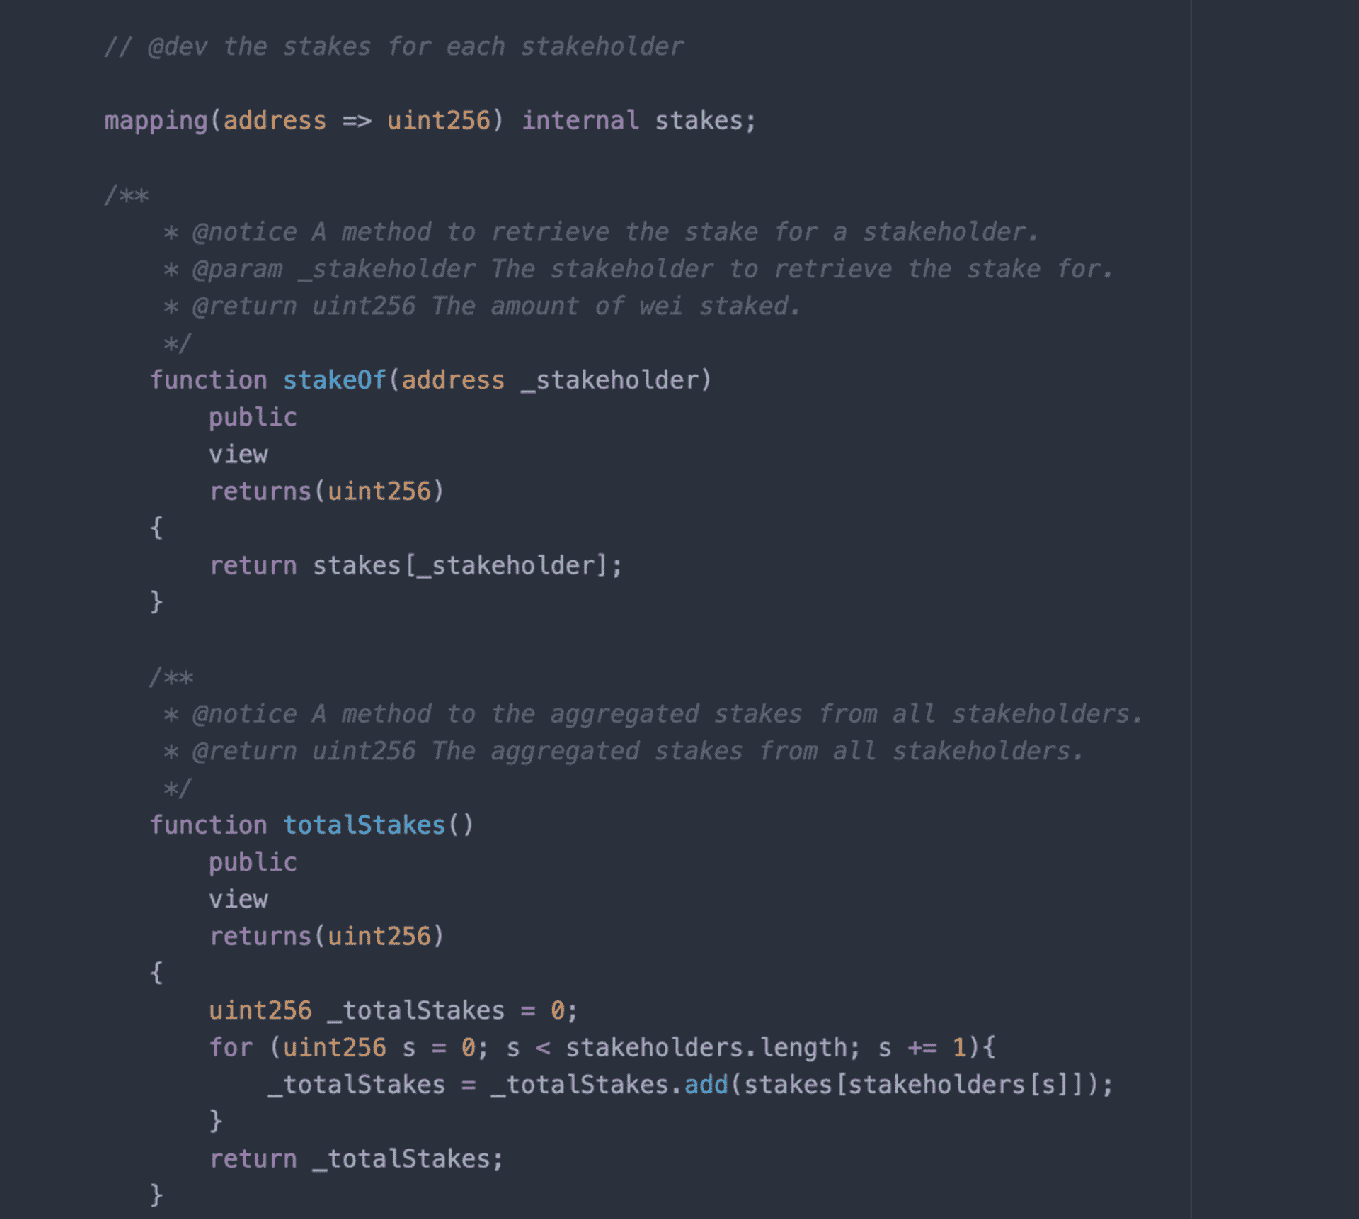 // @dev the stakes for each stakeholder
mapping(address => uint256) internal stakes;
/**
* @notice A method to retrieve the stake for a stakeholder.
* @param _stakeholder The stakeholder to retrieve the stake for.
* @return uint256 The amount of wei staked.
*/
function stakeOf(address _stakeholder)
public
view
returns(uint256)
{
return stakes[_stakeholder];
}
/**
* @notice A method to the aggregated stakes from all stakeholders.
* @return uint256 The aggregated stakes from all stakeholders.
*/
function totalStakes()
public
view
returns(uint256)
{
uint256 _totalStakes = 0;
for (uint256 s = 0; s < stakeholders.length; s += 1){
_totalStakes = _totalStakes.add(stakes[stakeholders[s]]);
}
return _totalStakes;
}